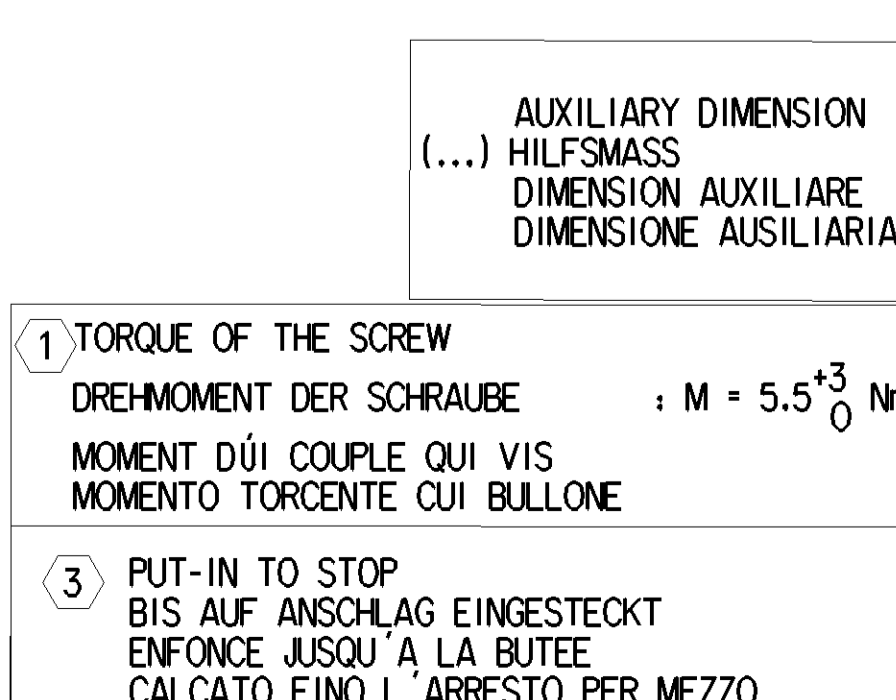 AUXILIARY DIMENSION
(...) HILFSMASS
DIMENSION AUXILIARE
DIMENSIONE AUSILIARIA
1 TORQUE OF THE SCREW
DREHMOMENT DER SCHRAUBE : M = 5.5 +3 0
MOMENT DÚI COUPLE QUI VIS
MOMENTO TORCENTE CUI BULLONE
3 PUT-IN TO STOP
BIS AUF ANSCHLAG EINGESTECKT
ENFONCE JUSQU'A LA BUTEE
CALCATO FINO L'ARRESTO PER MEZZO